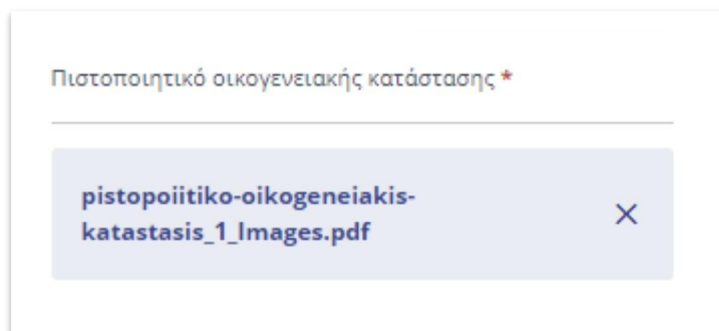 Πιστοποιητικό οικογενειακής κατάστασης *
pistopoiitiko-oikogeneiakis-
katastasis_1_Images.pdf